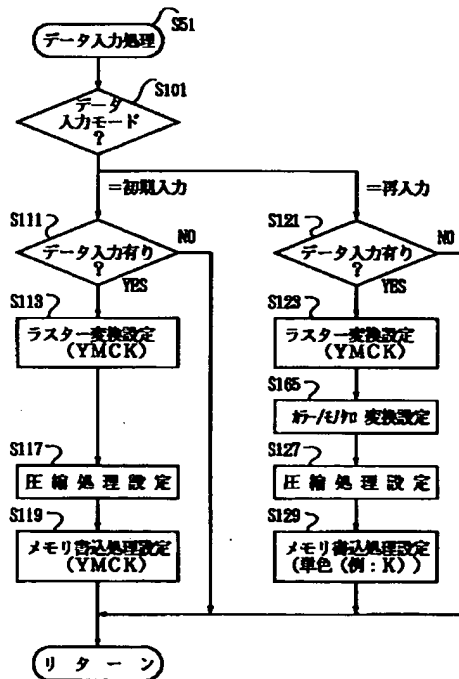 S51
データ入力処理
S101
データ
入力モード
?
=初期入力
=再入力
S111
データ入力有り
?
NO
YES
S121
データ入力有り
?
NO
YES
S113
ラスター変換設定
(YMCK)
S123
ラスター変換設定
(YMCK)
S165
カラー/モノクロ 変換設定
S117
圧縮処理設定
S127
圧縮処理設定
S119
メモリ書込処理設定
(YMCK)
S129
メモリ書込処理設定
(単色(例:K))
リターン